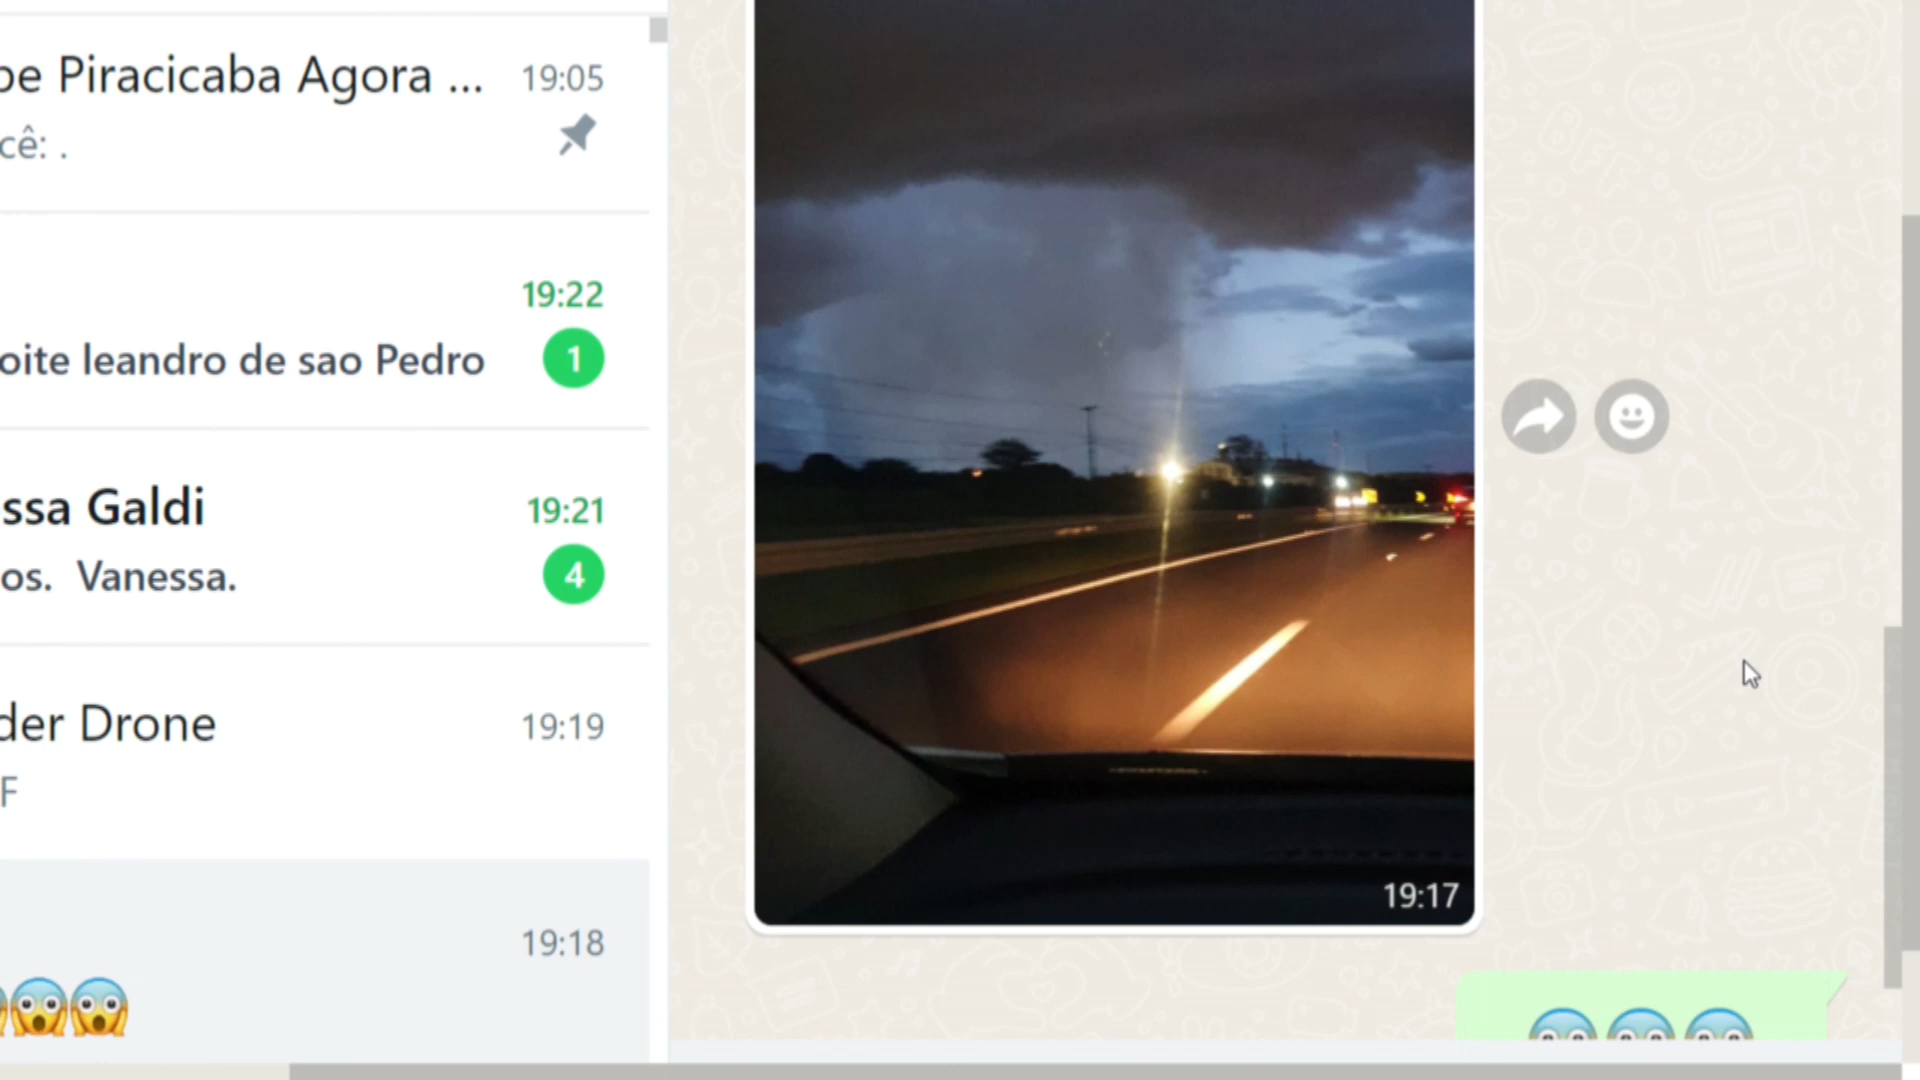 pe Piracicaba Agora ... 19:05
cê: .
19:22
oite leandro de sao Pedro 1
ssa Galdi 19:21
os. Vanessa. 4
der Drone 19:19
F
19:18
19:17